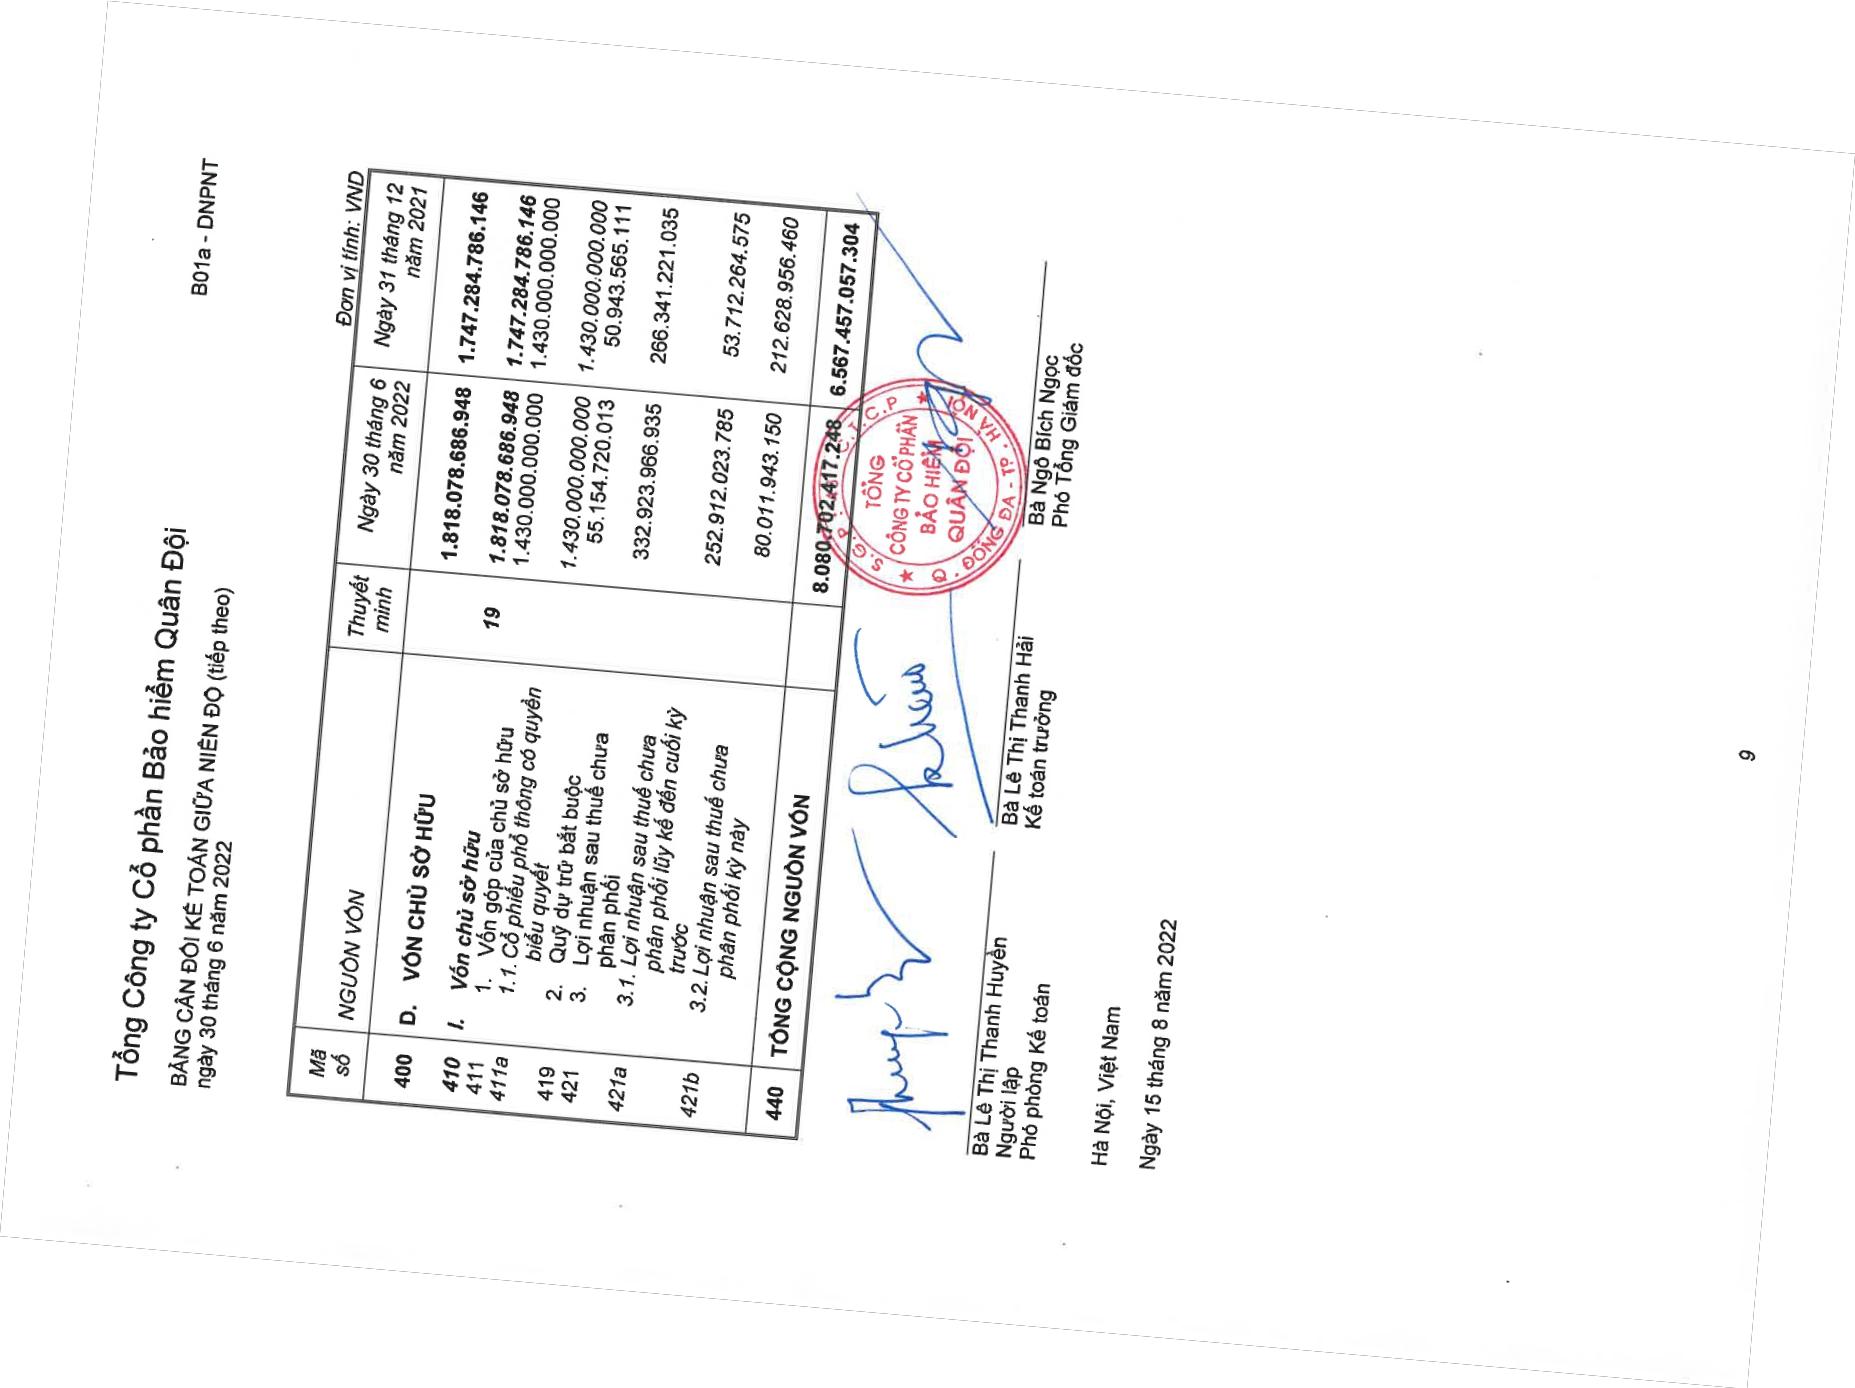 Tổng Công ty Cổ phần Bảo hiểm Quân Đội
BẢNG CÂN ĐỐI KẾ TOÁN GIỮA NIÊN ĐỘ (tiếp theo)
ngày 30 tháng 6 năm 2022
B01a - DNPNT
Đơn vị tính: VND
Mã số NGUỒN VỐN Thuyết minh Ngày 30 tháng 6 năm 2022 Ngày 31 tháng 12 năm 2021
400 D. VỐN CHỦ SỞ HỮU 1.818.078.686.948 1.747.284.786.146
410 I. Vốn chủ sở hữu 19 1.818.078.686.948 1.747.284.786.146
411 1. Vốn góp của chủ sở hữu 1.430.000.000.000 1.430.000.000.000
411a 1.1. Cổ phiếu phổ thông có quyền
biểu quyết 1.430.000.000.000 1.430.000.000.000
419 2. Quỹ dự trữ bắt buộc 55.154.720.013 50.943.565.111
421 3. Lợi nhuận sau thuế chưa
phân phối 332.923.966.935 266.341.221.035
421a 3.1. Lợi nhuận sau thuế chưa
phân phối lũy kế đến cuối kỳ
trước 252.912.023.785 53.712.264.575
421b 3.2. Lợi nhuận sau thuế chưa
phân phối kỳ này 80.011.943.150 212.628.956.460
440 TỔNG CỘNG NGUỒN VỐN 8.080.702.417.248 6.567.457.057.304
TỔNG
CÔNG TY CỔ PHẦN
BẢO HIỂM
QUÂN ĐỘI
Q. ĐỐNG ĐA - TP. HÀ NỘI
Bà Lê Thị Thanh Huyền
Người lập
Phó phòng Kế toán
Bà Lê Thị Thanh Hải
Kế toán trưởng
Bà Ngô Bích Ngọc
Phó Tổng Giám đốc
Hà Nội, Việt Nam
Ngày 15 tháng 8 năm 2022
9